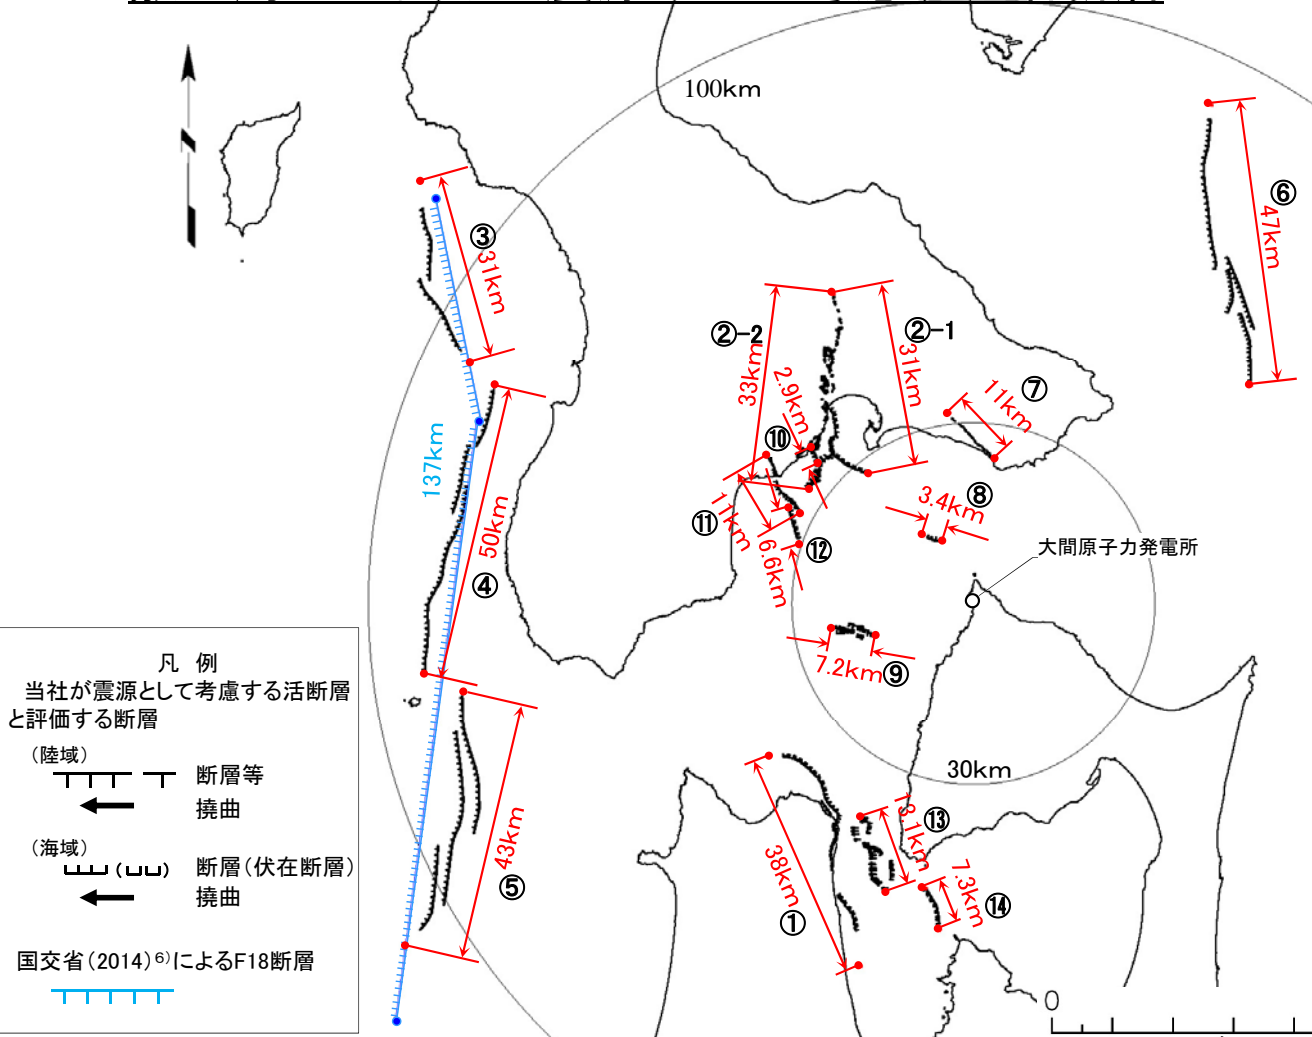 100km
③
31km
⑥
47km
②-2
②-1
33km
31km
2.9km
⑦
11km
⑩
137km
⑧
3.4km
⑪
11km
⑫
6.6km
大間原子力発電所
50km
④
7.2km
⑨
30km
43km
⑤
13.1km
⑬
38km
①
7.3km
⑭
0
凡 例
当社が震源として考慮する活断層
と評価する断層
(陸域)
断層等
撓曲
(海域)
断層(伏在断層)
撓曲
国交省(2014)⁶⁾によるF18断層